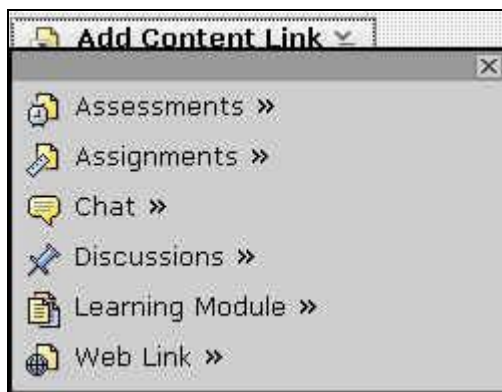 Add Content Link
Assessments »
Assignments »
Chat »
Discussions »
Learning Module »
Web Link »